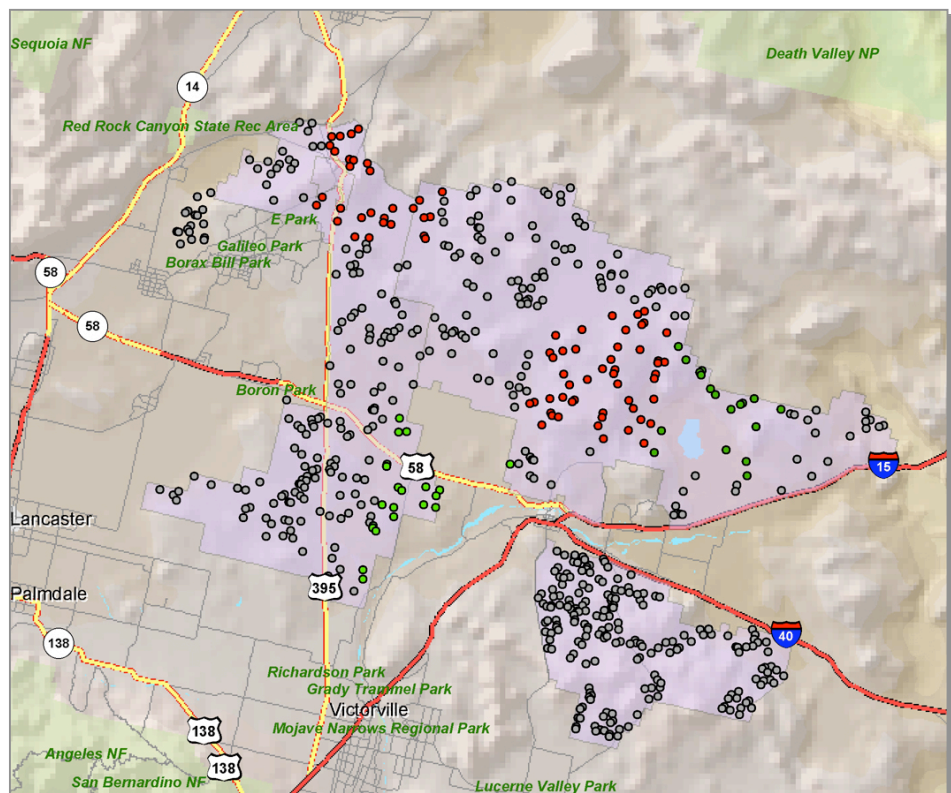 Sequoia NF
Death Valley NP
14
Red Rock Canyon State Rec Area
E Park
Galileo Park
Borax Bill Park
58
58
Boron Park
58
15
Lancaster
395
Palmdale
138
40
Richardson Park
Grady Trammel Park
Victorville
138
Mojave Narrows Regional Park
Angeles NF
138
San Bernardino NF
Lucerne Valley Park